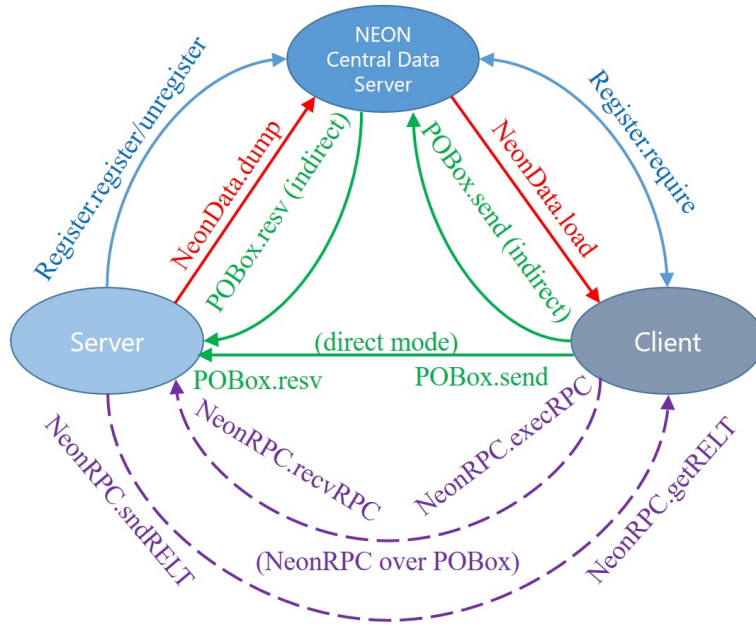 NEON
Central Data
Server
Register.register/unregister
NeonData.dump
POBox.resv (indirect)
POBox.send (indirect)
NeonData.load
Register.require
Server
Client
(direct mode)
POBox.resv
POBox.send
NeonRPC.recvRPC
NeonRPC.execRPC
NeonRPC.sndRELT
NeonRPC.getRELT
(NeonRPC over POBox)